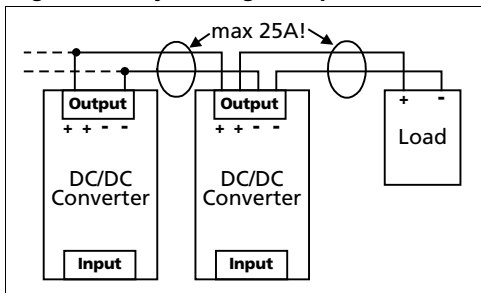 max 25A!
Output
+ + - -
DC/DC
Converter
Input
Output
+ + - -
DC/DC
Converter
Input
+ -
Load